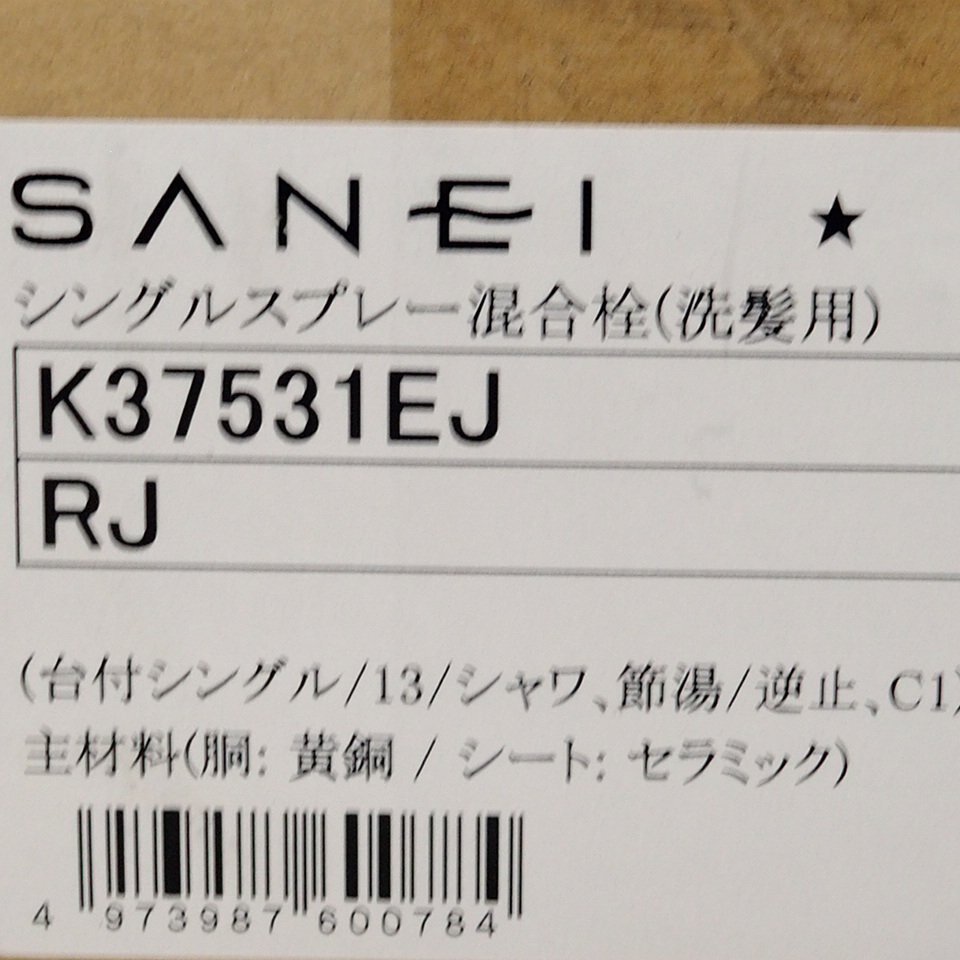 SANEI ★
シングルスプレー混合栓(洗髪用)
K37531EJ
RJ
(台付シングル/13/シャワ、節湯/逆止、C1)
主材料(胴: 黄銅 / シート: セラミック)
4 973987 600784